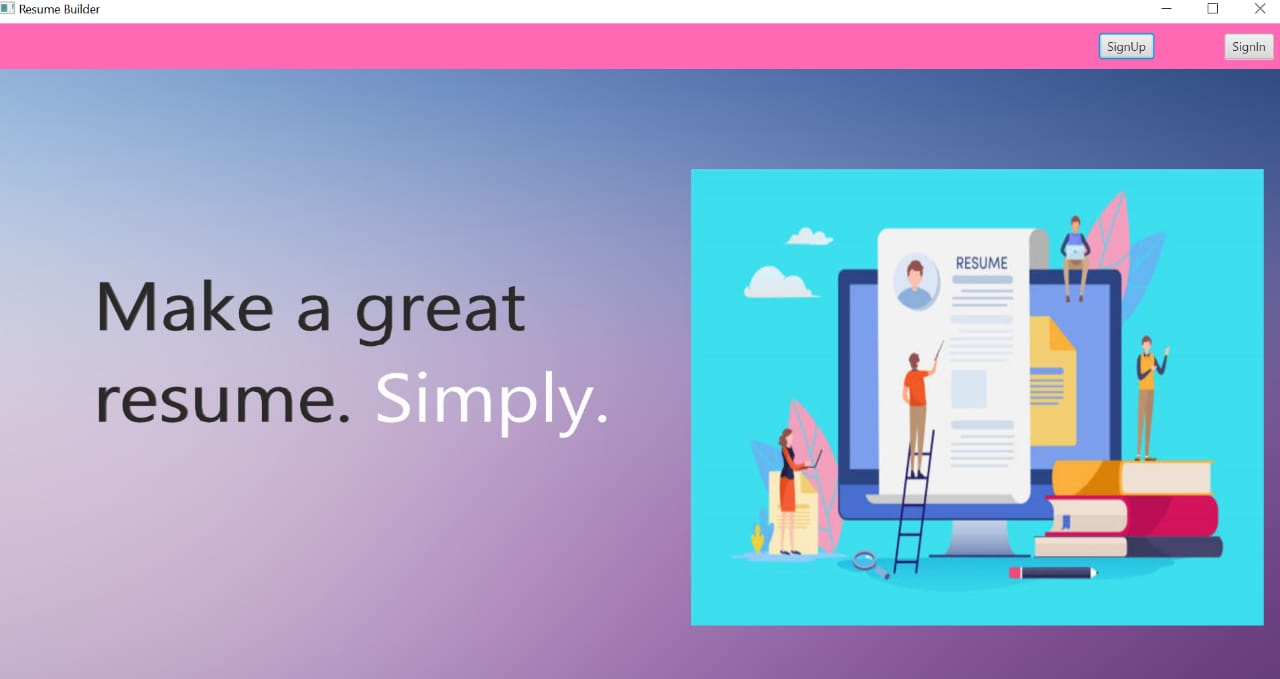 Resume Builder
SignUp
SignIn
Make a great
resume. Simply.
RESUME